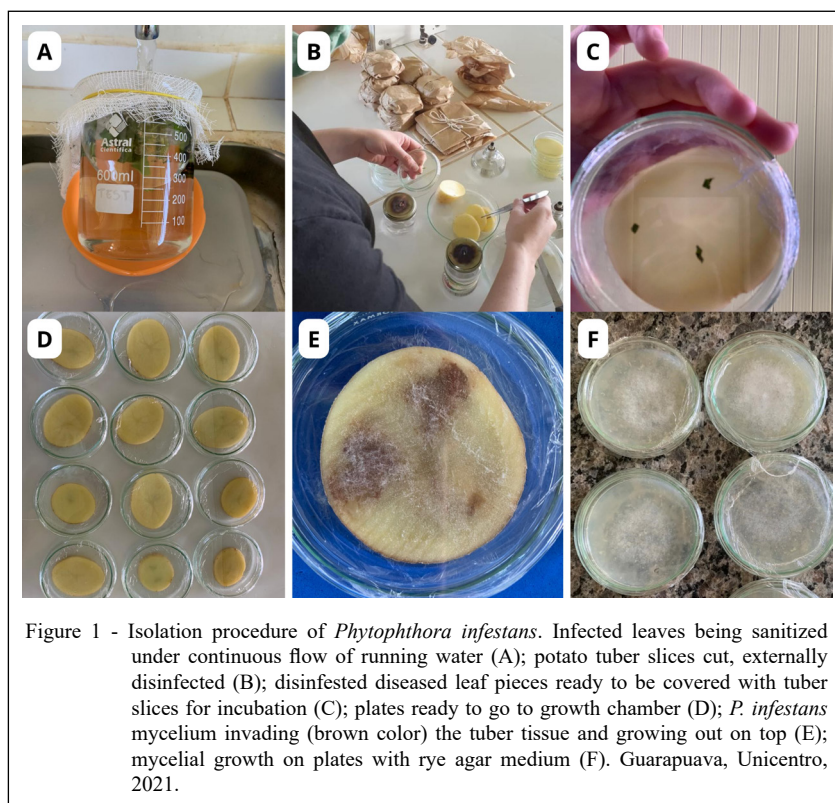 A
B
C
Astral
Científica
600ml
TEST
500
400
300
200
100
D
E
F
Figure 1 - Isolation procedure of Phytophthora infestans. Infected leaves being sanitized
under continuous flow of running water (A); potato tuber slices cut, externally
disinfected (B); disinfested diseased leaf pieces ready to be covered with tuber
slices for incubation (C); plates ready to go to growth chamber (D); P. infestans
mycelium invading (brown color) the tuber tissue and growing out on top (E);
mycelial growth on plates with rye agar medium (F). Guarapuava, Unicentro,
2021.